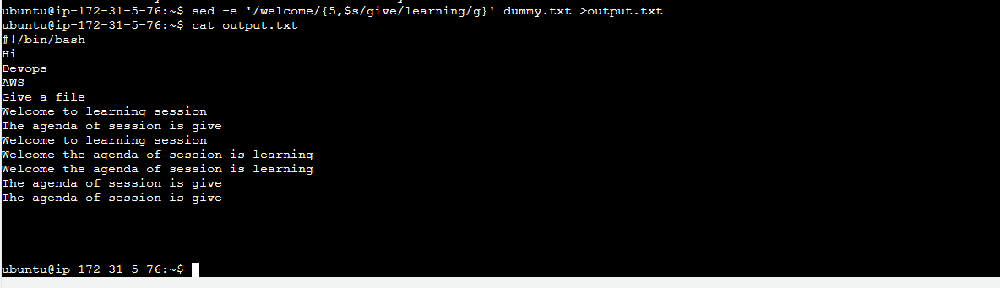 ubuntu@ip-172-31-5-76:~$ sed -e '/welcome/{5,$s/give/learning/g}' dummy.txt >output.txt
ubuntu@ip-172-31-5-76:~$ cat output.txt
#!/bin/bash
Hi
Devops
AWS
Give a file
Welcome to learning session
The agenda of session is give
Welcome to learning session
Welcome the agenda of session is learning
Welcome the agenda of session is learning
The agenda of session is give
The agenda of session is give
ubuntu@ip-172-31-5-76:~$